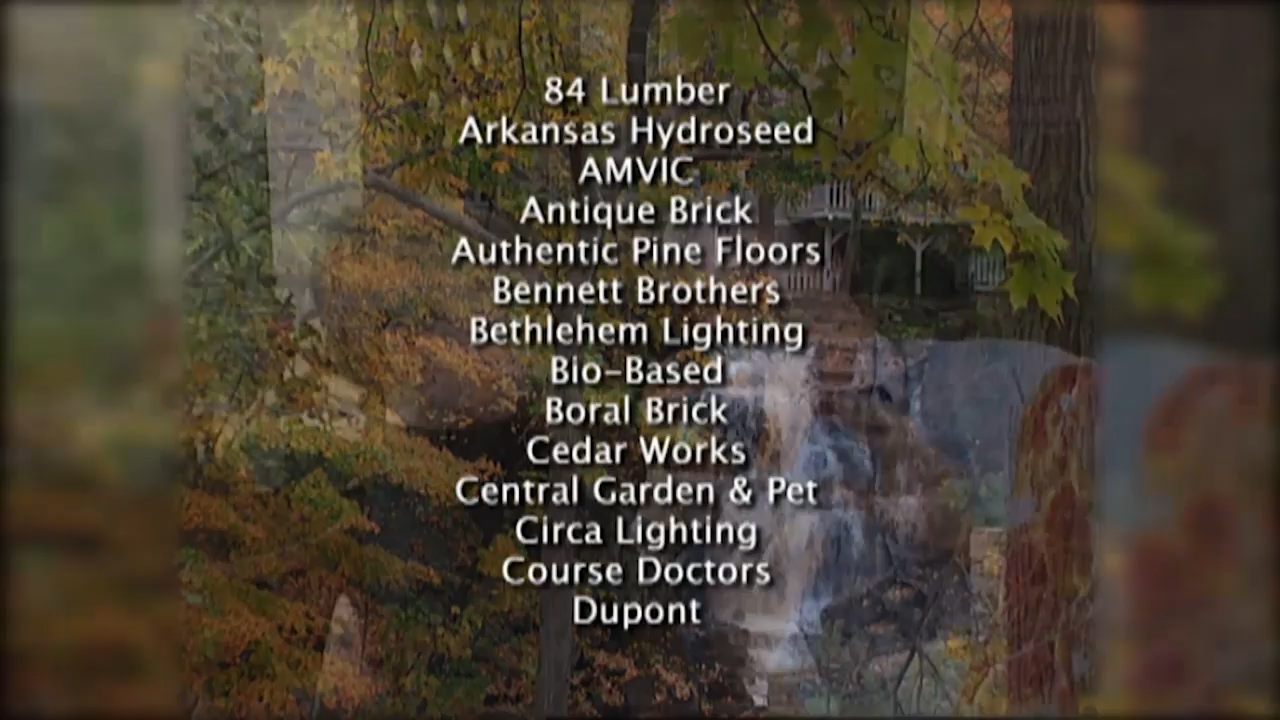 84 Lumber
Arkansas Hydroseed
AMVIC
Antique Brick
Authentic Pine Floors
Bennett Brothers
Bethlehem Lighting
Bio-Based
Boral Brick
Cedar Works
Central Garden & Pet
Circa Lighting
Course Doctors
Dupont